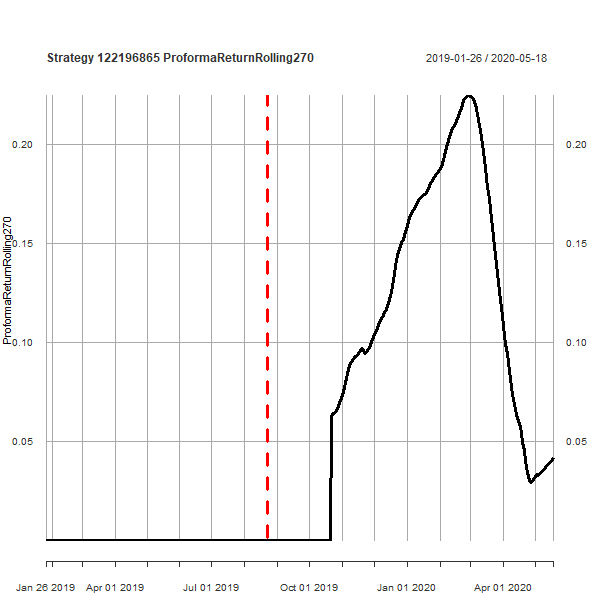 Strategy 122196865 ProformaReturnRolling270
2019-01-26 / 2020-05-18
ProformaReturnRolling270
0.20
0.15
0.10
0.05
0.20
0.15
0.10
0.05
Jan 26 2019
Apr 01 2019
Jul 01 2019
Oct 01 2019
Jan 01 2020
Apr 01 2020